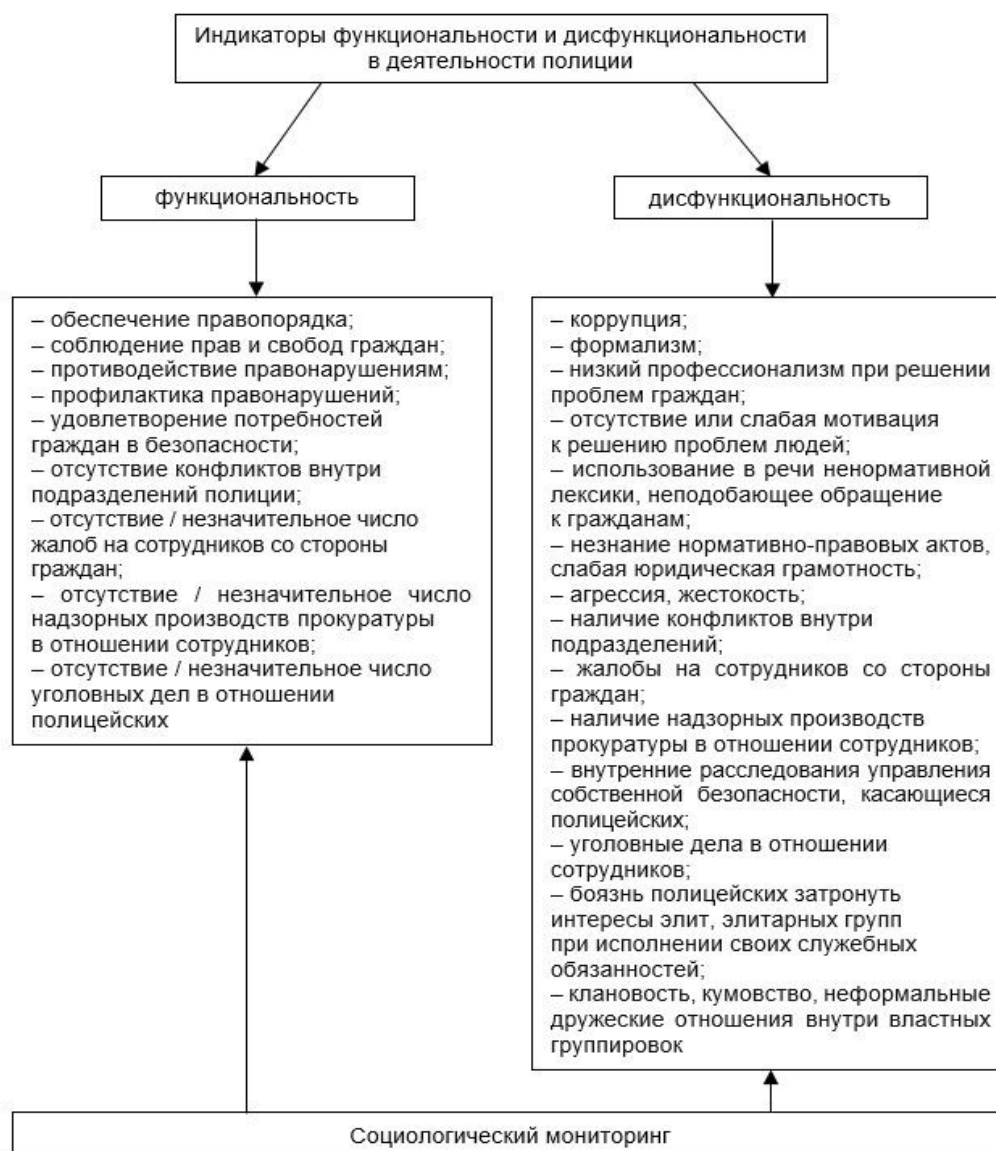 Индикаторы функциональности и дисфункциональности
в деятельности полиции
функциональность
дисфункциональность
– обеспечение правопорядка;
– соблюдение прав и свобод граждан;
– противодействие правонарушениям;
– профилактика правонарушений;
– удовлетворение потребностей
граждан в безопасности;
– отсутствие конфликтов внутри
подразделений полиции;
– отсутствие / незначительное число
жалоб на сотрудников со стороны
граждан;
– отсутствие / незначительное число
надзорных производств прокуратуры
в отношении сотрудников;
– отсутствие / незначительное число
уголовных дел в отношении
полицейских
– коррупция;
– формализм;
– низкий профессионализм при решении
проблем граждан;
– отсутствие или слабая мотивация
к решению проблем людей;
– использование в речи ненормативной
лексики, неподобающее обращение
к гражданам;
– незнание нормативно-правовых актов,
слабая юридическая грамотность;
– агрессия, жестокость;
– наличие конфликтов внутри
подразделений;
– жалобы на сотрудников со стороны
граждан;
– наличие надзорных производств
прокуратуры в отношении сотрудников;
– внутренние расследования управления
собственной безопасности, касающиеся
полицейских;
– уголовные дела в отношении
сотрудников;
– боязнь полицейских затронуть
интересы элит, элитарных групп
при исполнении своих служебных
обязанностей;
– клановость, кумовство, неформальные
дружеские отношения внутри властных
группировок
Социологический мониторинг